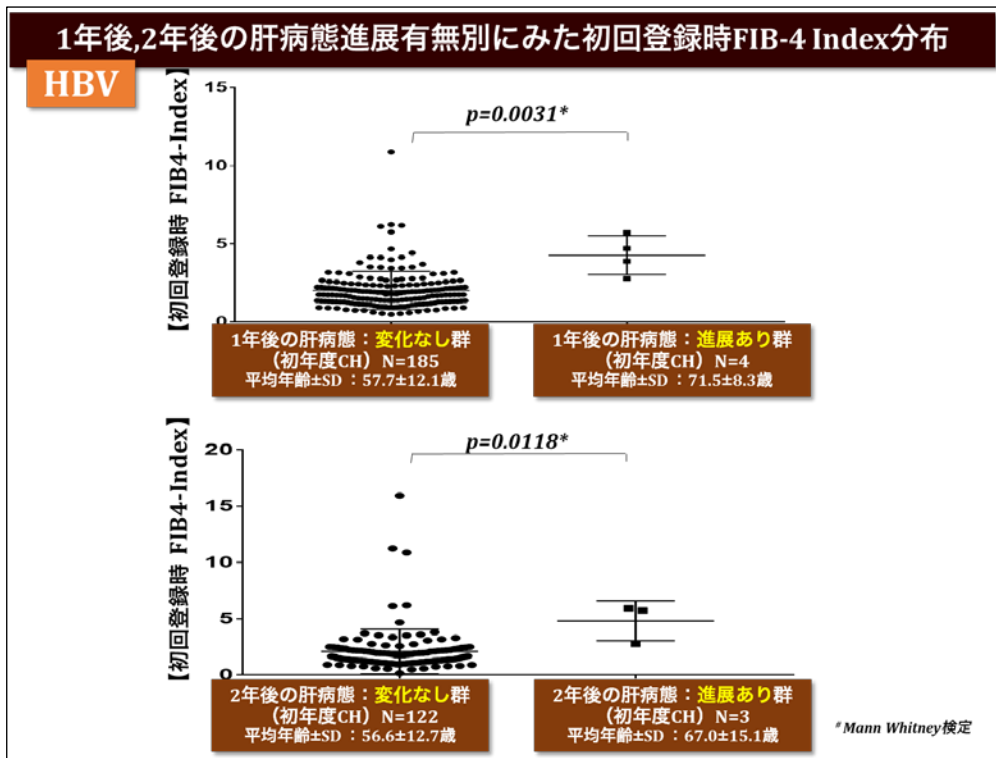 1年後,2年後の肝病態進展有無別にみた初回登録時FIB-4 Index分布
HBV
【初回登録時 FIB4-Index】
15
10
5
0
p=0.0031*
1年後の肝病態：変化なし群
（初年度CH）N=185
平均年齢±SD：57.7±12.1歳
1年後の肝病態：進展あり群
（初年度CH）N=4
平均年齢±SD：71.5±8.3歳
【初回登録時 FIB4-Index】
20
15
10
5
0
p=0.0118*
2年後の肝病態：変化なし群
（初年度CH）N=122
平均年齢±SD：56.6±12.7歳
2年後の肝病態：進展あり群
（初年度CH）N=3
平均年齢±SD：67.0±15.1歳
#Mann Whitney検定